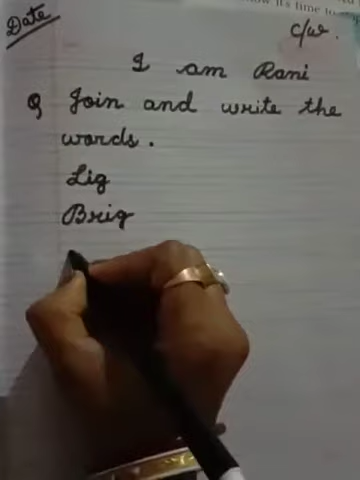 Date
c/w.
I am Rani
Q Join and write the
words.
Lig
Brig